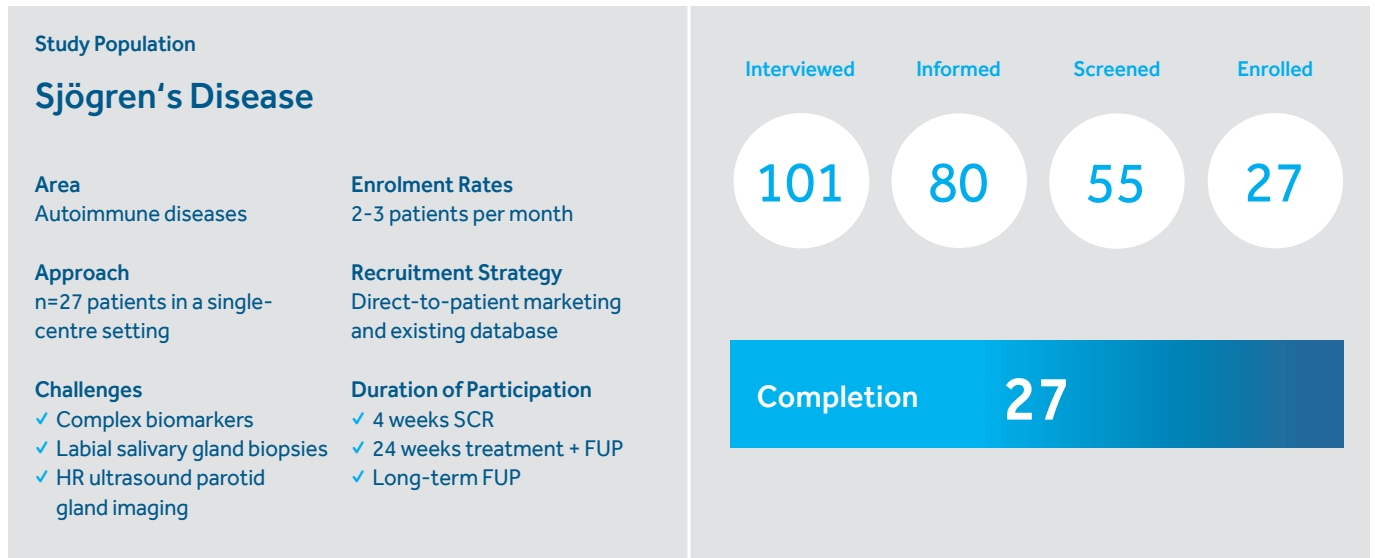 Study Population
Sjögren‘s Disease
Area
Autoimmune diseases
Enrolment Rates
2-3 patients per month
Approach
n=27 patients in a single-
centre setting
Recruitment Strategy
Direct-to-patient marketing
and existing database
Challenges
✓ Complex biomarkers
✓ Labial salivary gland biopsies
✓ HR ultrasound parotid
gland imaging
Duration of Participation
✓ 4 weeks SCR
✓ 24 weeks treatment + FUP
✓ Long-term FUP
Interviewed Informed Screened Enrolled
101 80 55 27
Completion 27